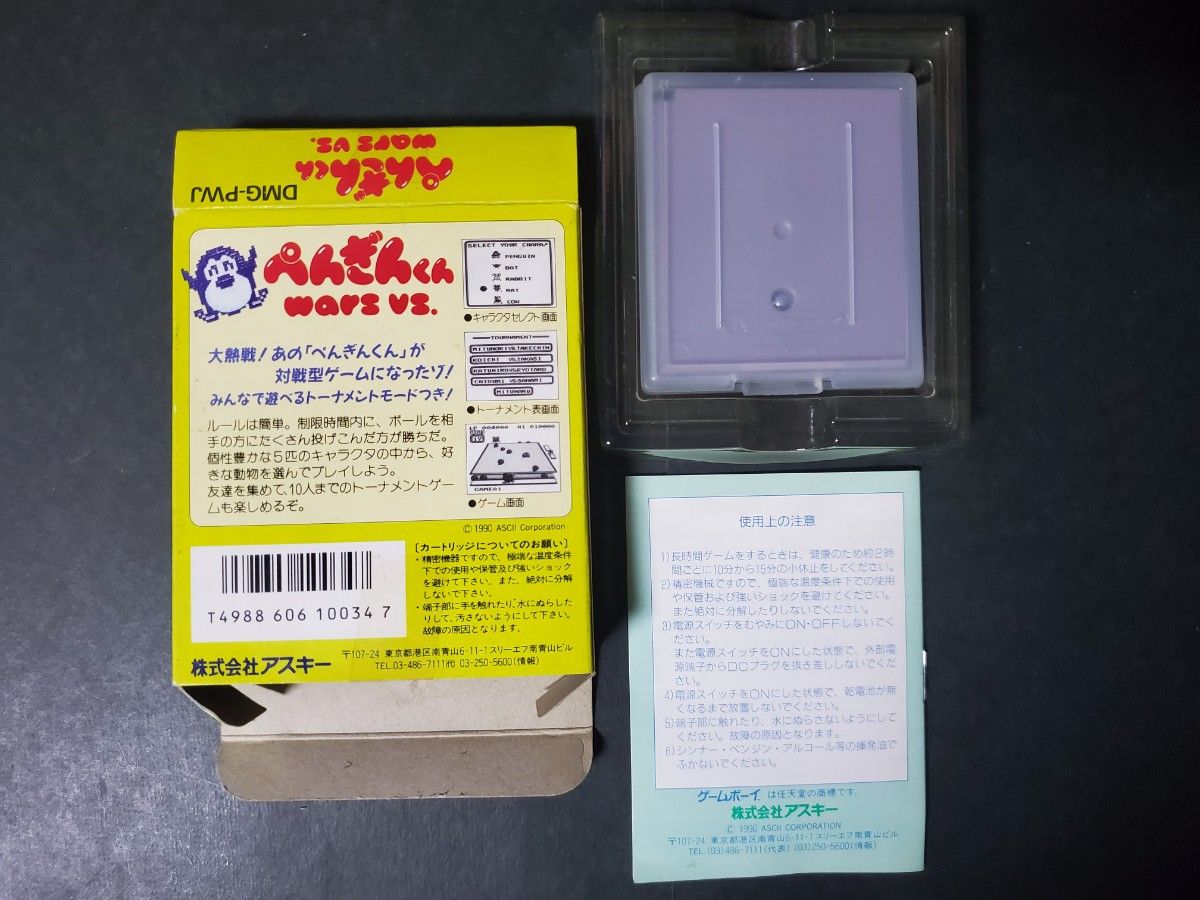 ぺんぎんくん
wars vs.
DMG-PWJ
ぺんぎんくん
wars vs.
大熱戦!あの「ぺんぎんくん」が
対戦型ゲームになったゾ!
みんなで遊べるトーナメントモードつき!
ルールは簡単。制限時間内に、ボールを相
手の方にたくさん投げこんだ方が勝ちだ。
個性豊かな5匹のキャラクタの中から、好
きな動物を選んでプレイしよう。
友達を集めて、10人までのトーナメントゲー
ムも楽しめるぞ。
SELECT YOUR CHARA!
PENGUIN
BAT
RABBIT
RAT
COW
●キャラクタセレクト画面
TOURNAMENT
MITUNORI VS.TAKECHIN
KOICHI VS.TAKASI
KATUHIRO VS.RYOTARO
CHIKUMI VS.SANAMI
MITUNAKO
●トーナメント表画面
1P 000000 HI 010000
GAME01
●ゲーム画面
© 1990 ASCII Corporation
T4988 606 10034 7
[カートリッジについてのお願い]
・精密機器ですので、極端な温度条件
下での使用や保管及び強いショック
を避けて下さい。また、絶対に分解
しないで下さい。
・端子部に手を触れたり、水にぬらした
りして、汚さないようにして下さい。
故障の原因となります。
株式会社アスキー
〒107-24 東京都港区南青山6-11-1スリーエフ南青山ビル
TEL.03-486-7111㈹ 03-250-5600(情報)
使用上の注意
1)長時間ゲームをするときは、健康のため約2時
間ごとに10分から15分の小休止をしてください。
2)精密機械ですので、極端な温度条件下での使用
や保管および強いショックを避けてください。
また絶対に分解したりしないでください。
3)電源スイッチをむやみにON・OFFしないでく
ださい。
また電源スイッチをONにした状態で、外部電
源端子からDCプラグを抜き差ししないでくだ
さい。
4)電源スイッチをONにした状態で、乾電池が無
くなるまで放置しないでください。
5)端子部に触れたり、水にぬらさないようにして
ください。故障の原因となります。
6)シンナー・ベンジン・アルコール等の揮発油で
ふかないでください。
ゲームボーイ™は任天堂の商標です。
株式会社アスキー
© 1990 ASCII CORPORATION
〒107-24 東京都港区南青山6-11-1スリーエフ南青山ビル
TEL.(03)486-7111(代表) (03)250-5600(情報)